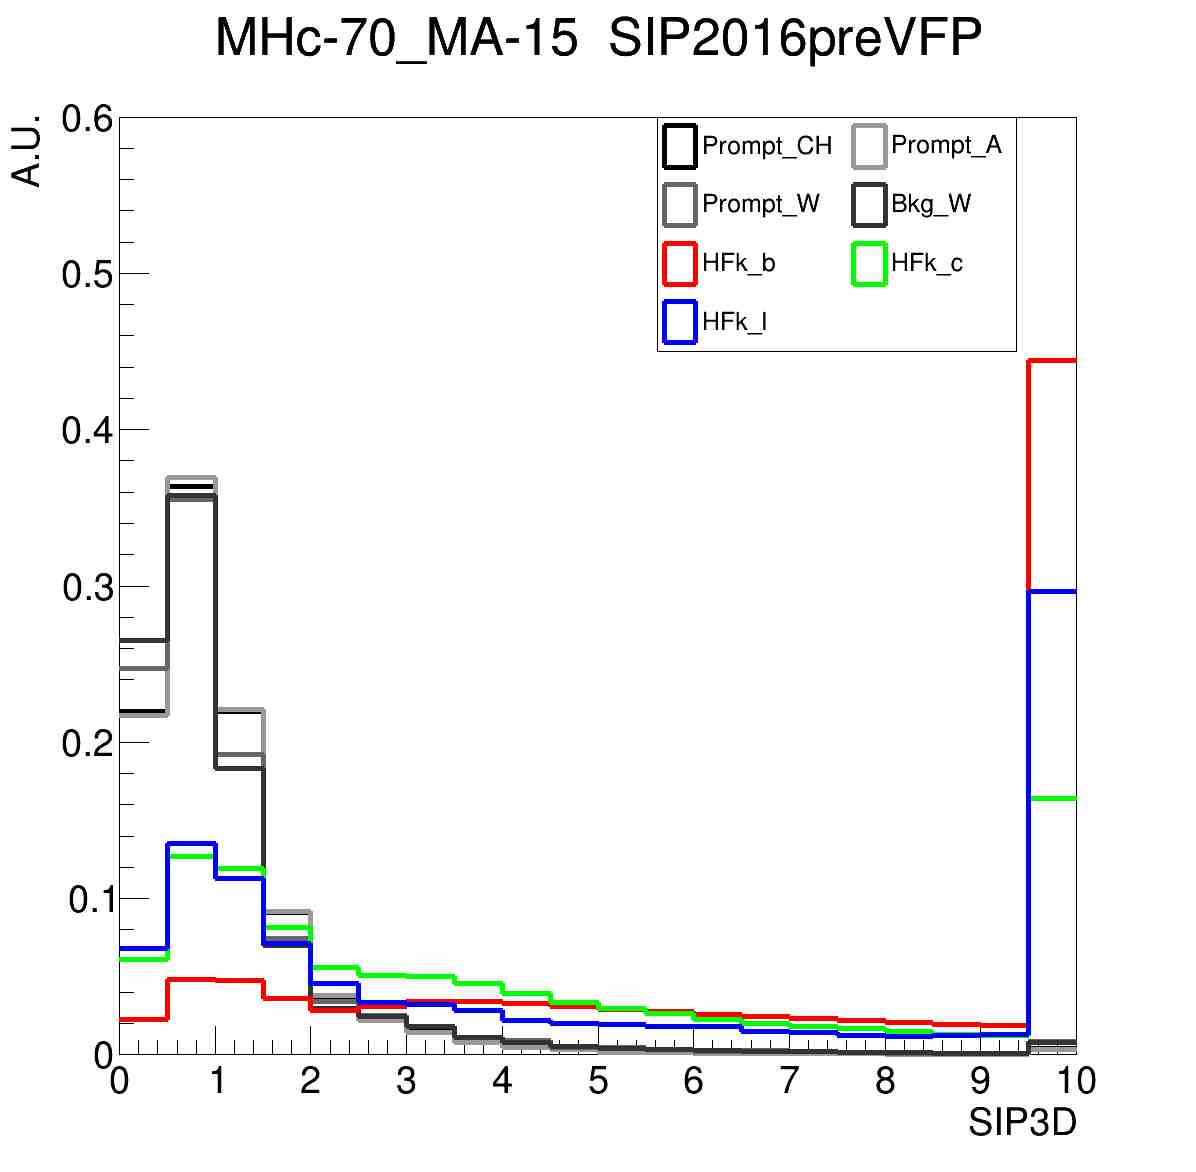 MHc-70_MA-15 SIP2016preVFP
A.U.
0.6
0.5
0.4
0.3
0.2
0.1
0
Prompt_CH Prompt_A
Prompt_W Bkg_W
HFk_b HFk_c
HFk_l
0 1 2 3 4 5 6 7 8 9 10
SIP3D